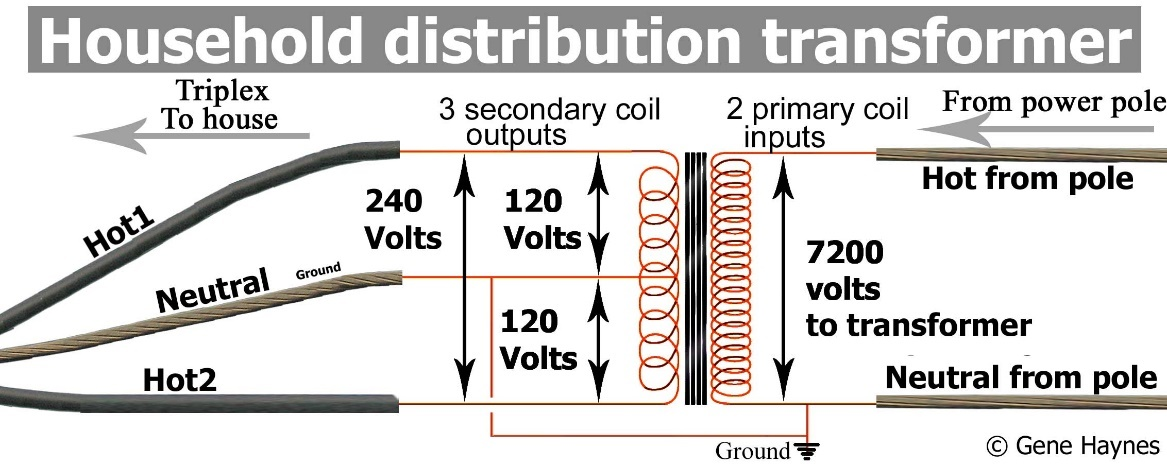 Household distribution transformer
Triplex
To house
3 secondary coil
outputs
2 primary coil
inputs
From power pole
Hot from pole
Hot1
240
Volts
120
Volts
Neutral
Ground
7200
volts
to transformer
120
Volts
Hot2
Neutral from pole
Ground
© Gene Haynes